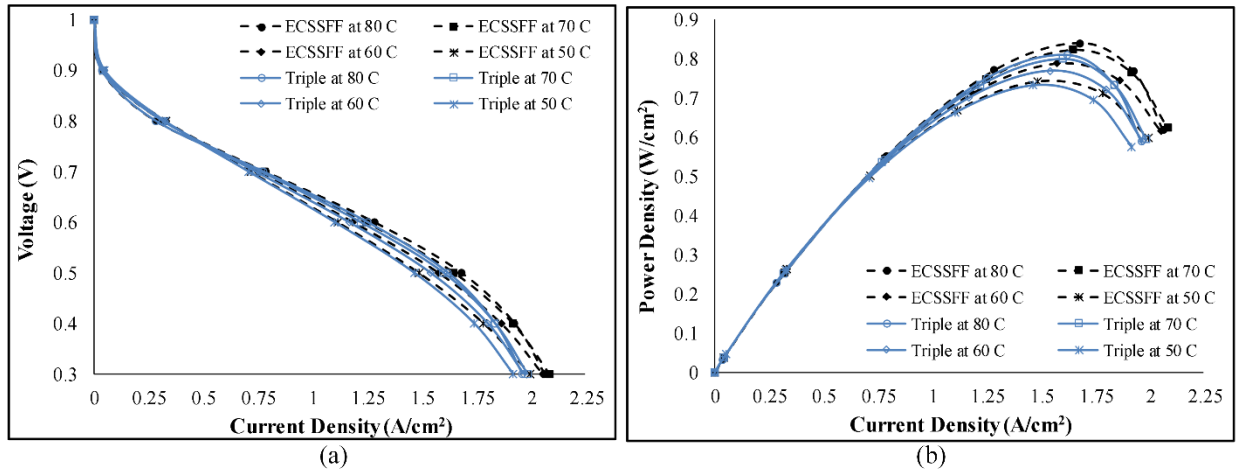 1
0.9
0.8
0.7
0.6
0.5
0.4
0.3
Voltage (V)
0 0.25 0.5 0.75 1 1.25 1.5 1.75 2 2.25
Current Density (A/cm²)
ECSSFF at 80 C ECSSFF at 70 C
ECSSFF at 60 C ECSSFF at 50 C
Triple at 80 C Triple at 70 C
Triple at 60 C Triple at 50 C
(a)
0.9
0.8
0.7
0.6
0.5
0.4
0.3
0.2
0.1
0
Power Density (W/cm²)
0 0.25 0.5 0.75 1 1.25 1.5 1.75 2 2.25
Current Density (A/cm²)
ECSSFF at 80 C ECSSFF at 70 C
ECSSFF at 60 C ECSSFF at 50 C
Triple at 80 C Triple at 70 C
Triple at 60 C Triple at 50 C
(b)